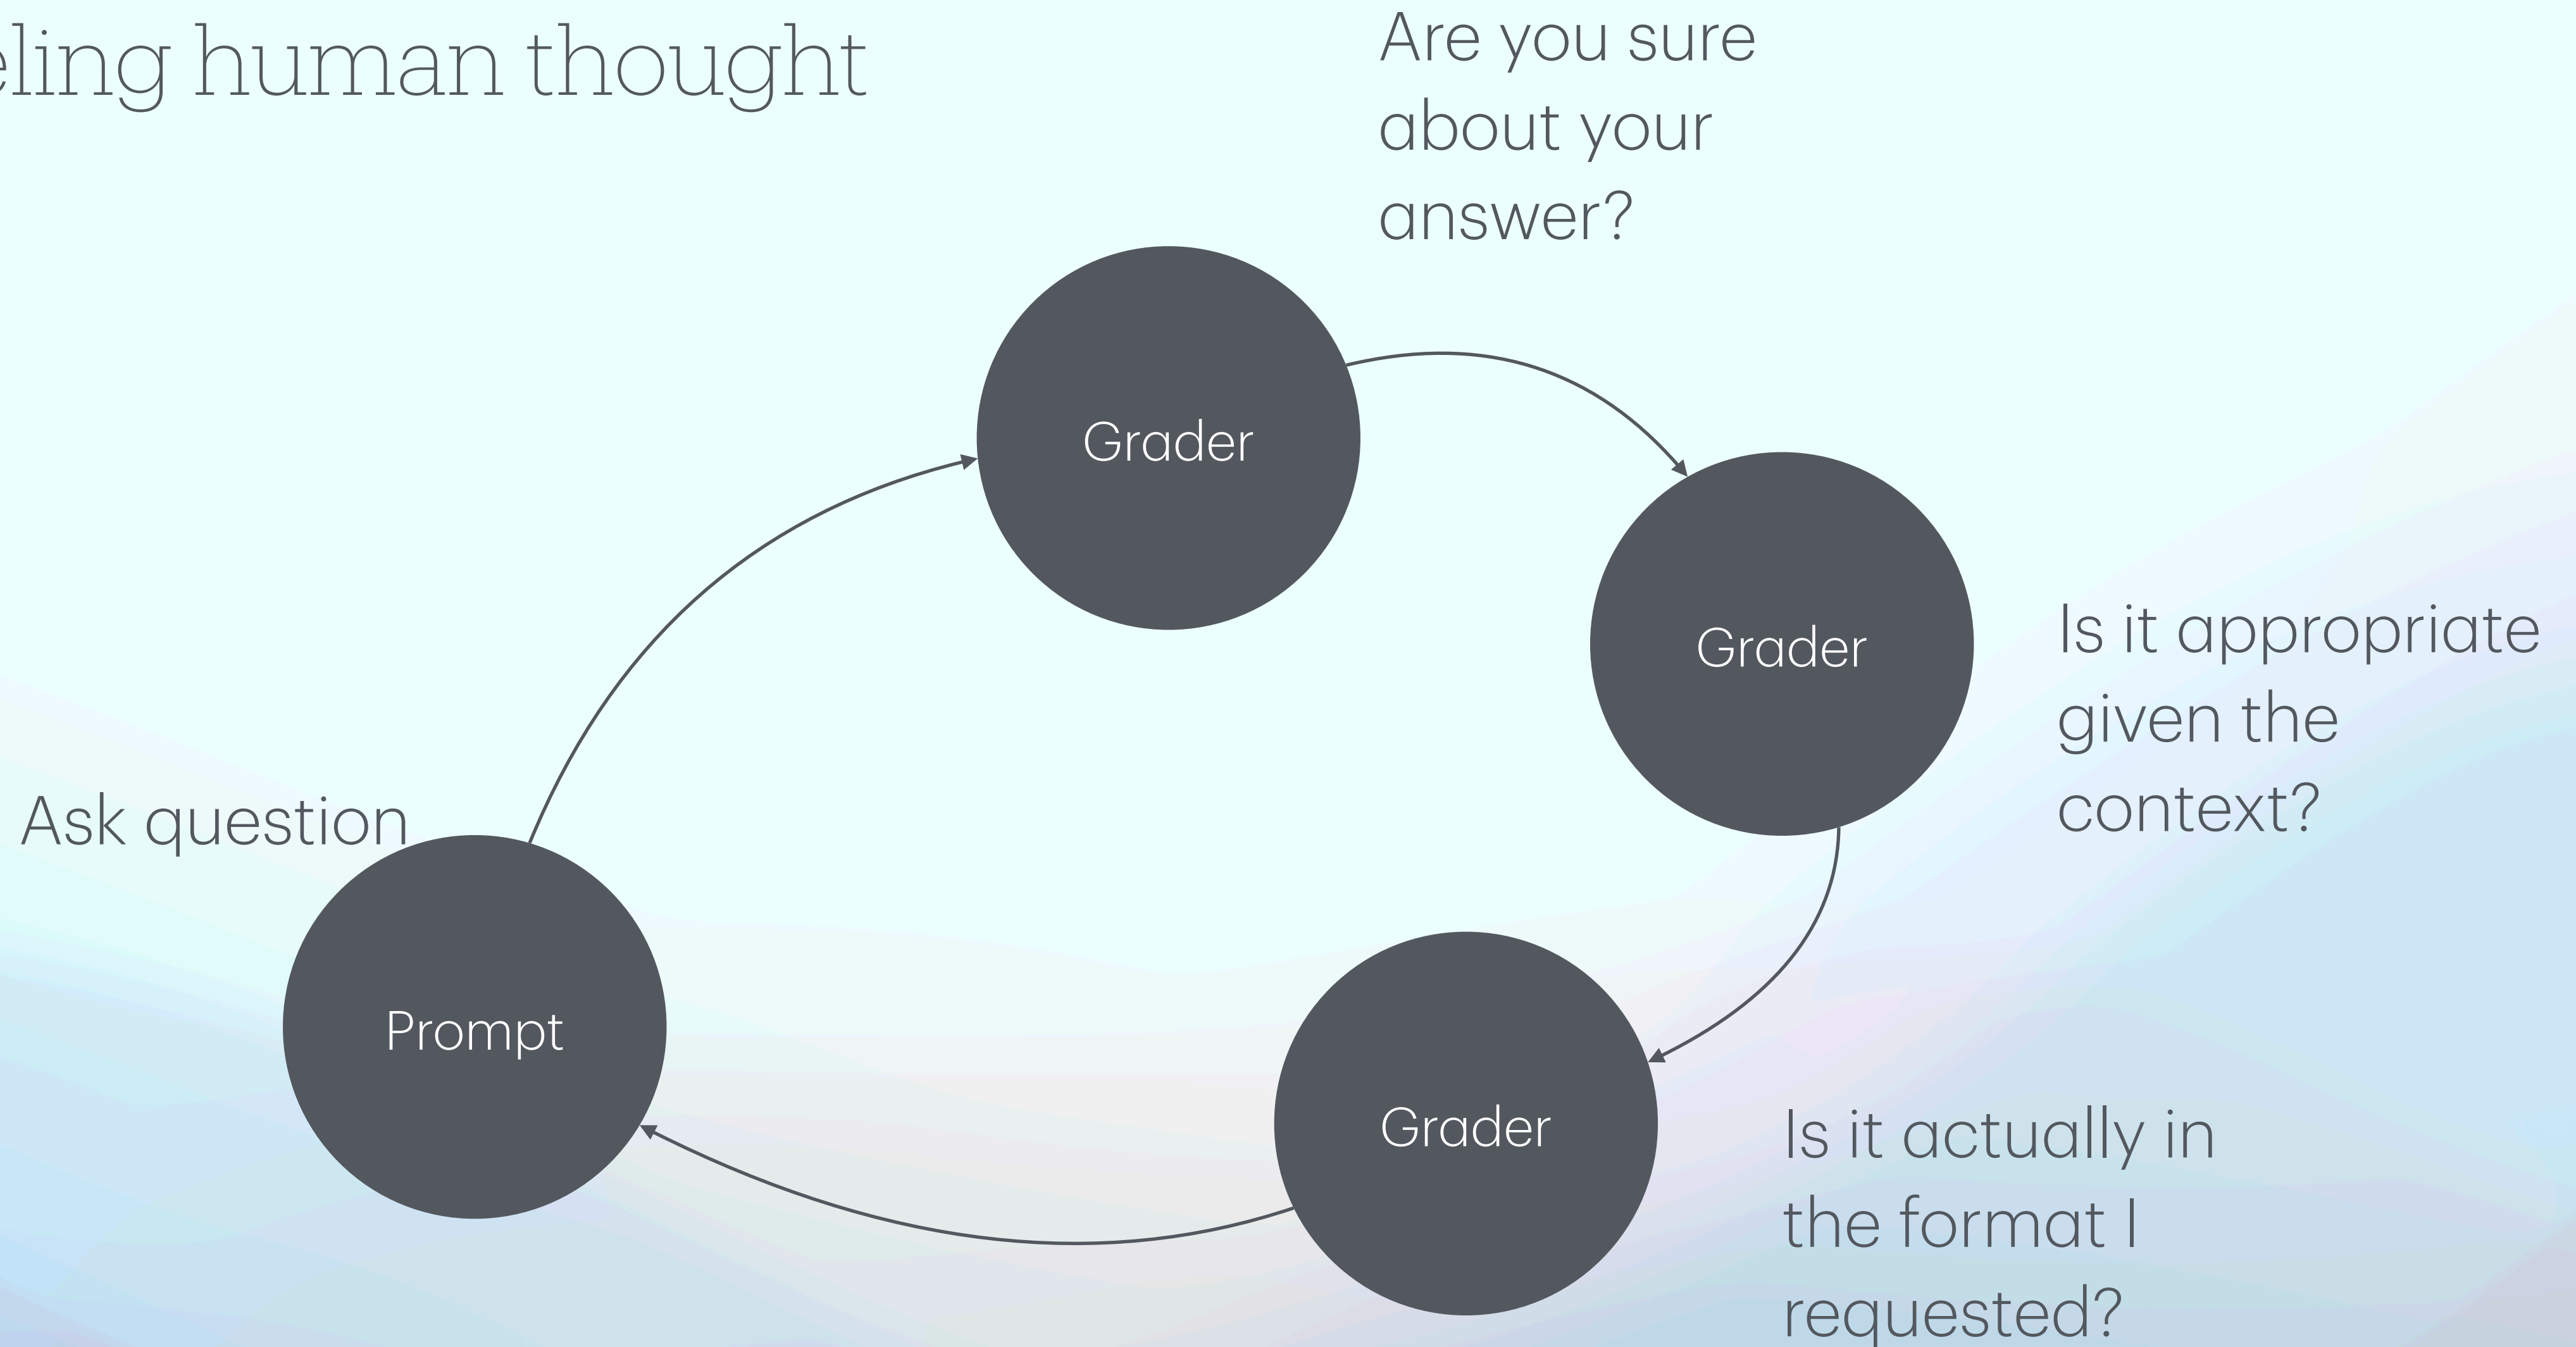 eling human thought
Are you sure
about your
answer?
Grader
Grader
Is it appropriate
given the
context?
Ask question
Prompt
Grader
Is it actually in
the format I
requested?